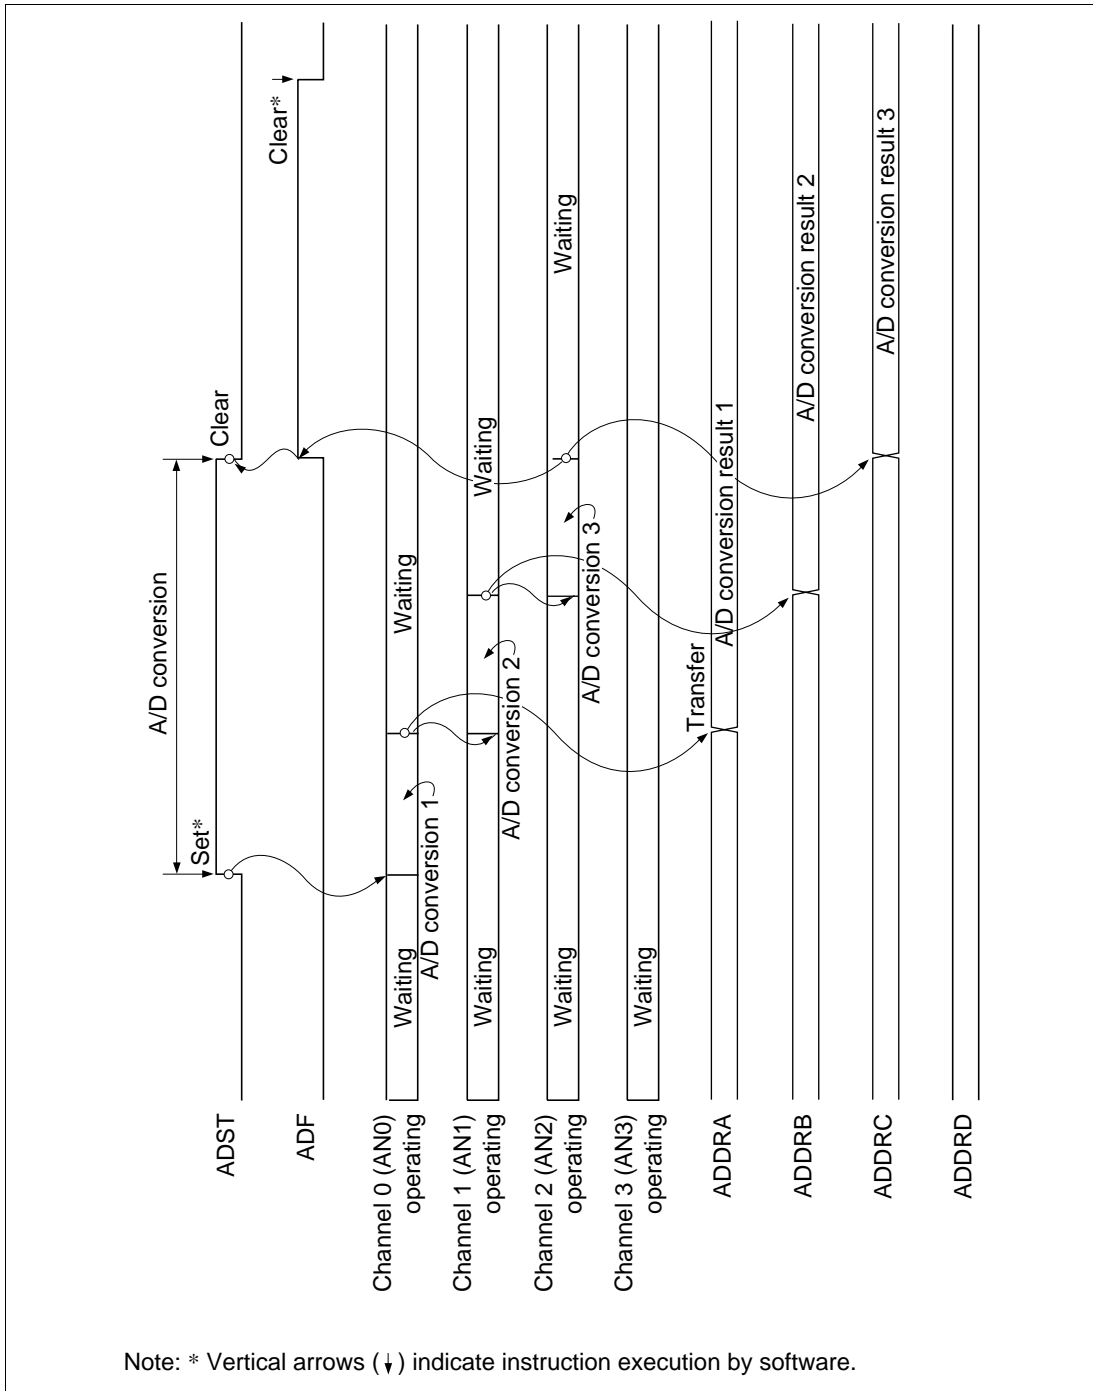 A/D conversion
Set*
Clear
ADST
Clear*
ADF
Channel 0 (AN0)
operating
Waiting
A/D conversion 1
Waiting
Channel 1 (AN1)
operating
Waiting
A/D conversion 2
Waiting
Channel 2 (AN2)
operating
Waiting
A/D conversion 3
Waiting
Channel 3 (AN3)
operating
Waiting
Transfer
ADDRA
A/D conversion result 1
ADDRB
A/D conversion result 2
ADDRC
A/D conversion result 3
ADDRD
Note: * Vertical arrows (↓) indicate instruction execution by software.